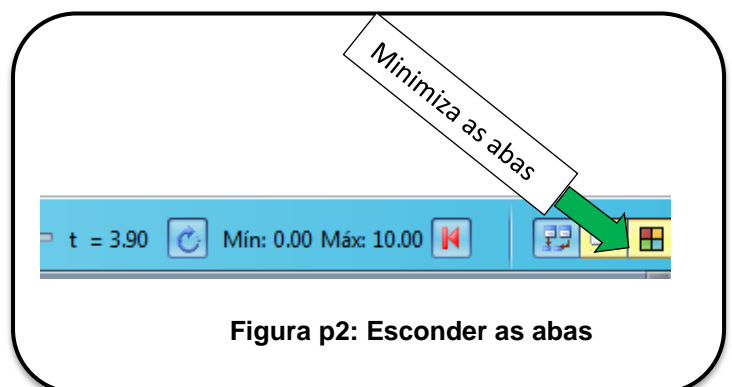 Minimiza as abas
t = 3.90 Mín: 0.00 Máx: 10.00
Figura p2: Esconder as abas